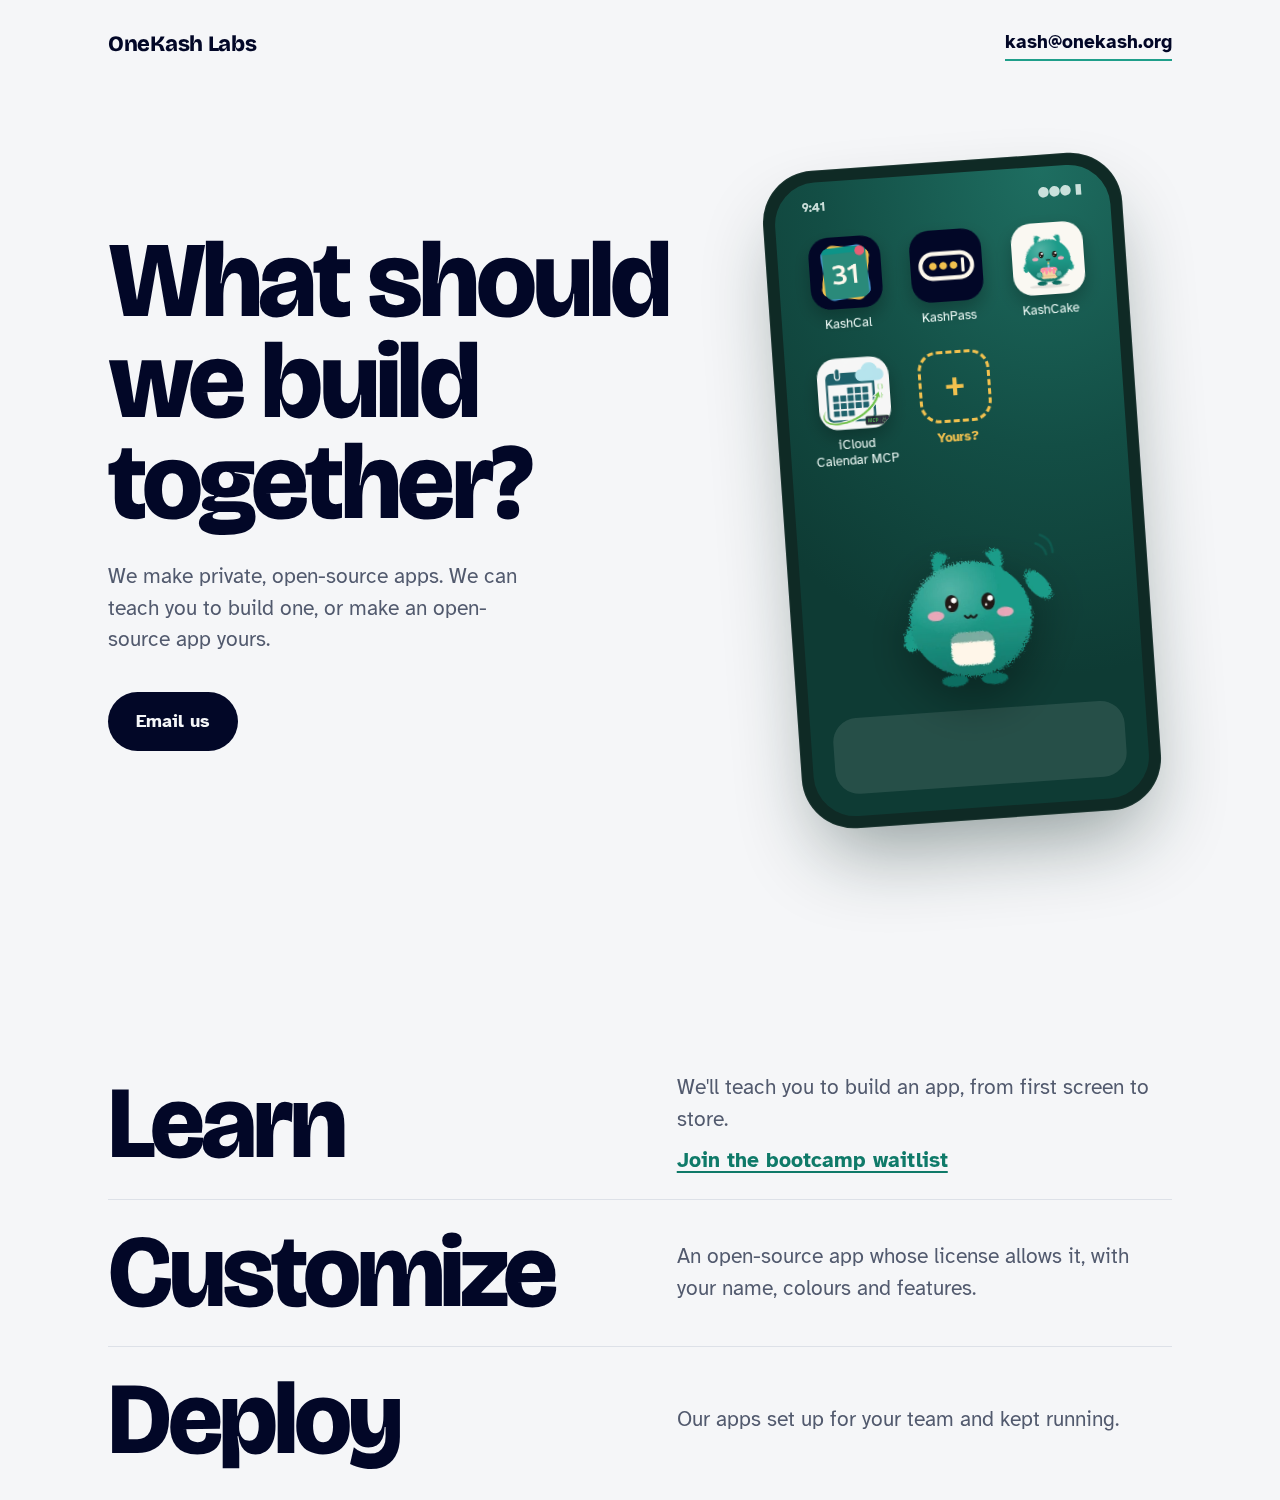 OneKash Labs
kash@onekash.org
What should
we build
together?
We make private, open-source apps. We can
teach you to build one, or make an open-
source app yours.
Email us
9:41
31
KashCal
KashPass
KashCake
iCloud
Calendar MCP
+
Yours?
Learn
We'll teach you to build an app, from first screen to
store.
Join the bootcamp waitlist
Customize
An open-source app whose license allows it, with
your name, colours and features.
Deploy
Our apps set up for your team and kept running.